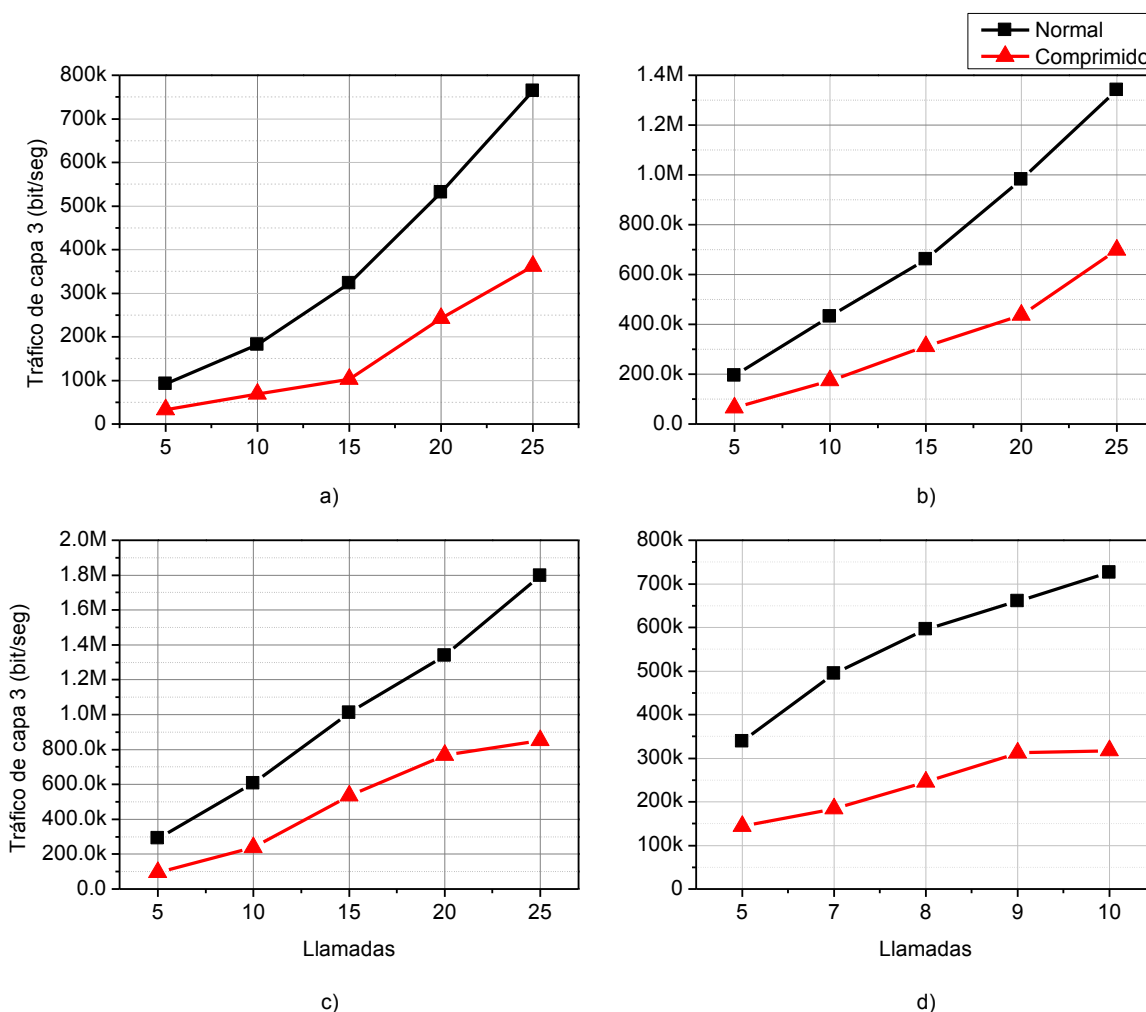 Normal
Comprimido
Tráfico de capa 3 (bit/seg)
800k
700k
600k
500k
400k
300k
200k
100k
0
5 10 15 20 25
a)
1.4M
1.2M
1.0M
800.0k
600.0k
400.0k
200.0k
0.0
5 10 15 20 25
b)
Tráfico de capa 3 (bit/seg)
2.0M
1.8M
1.6M
1.4M
1.2M
1.0M
800.0k
600.0k
400.0k
200.0k
0.0
5 10 15 20 25
Llamadas
c)
800k
700k
600k
500k
400k
300k
200k
100k
0
5 7 8 9 10
Llamadas
d)